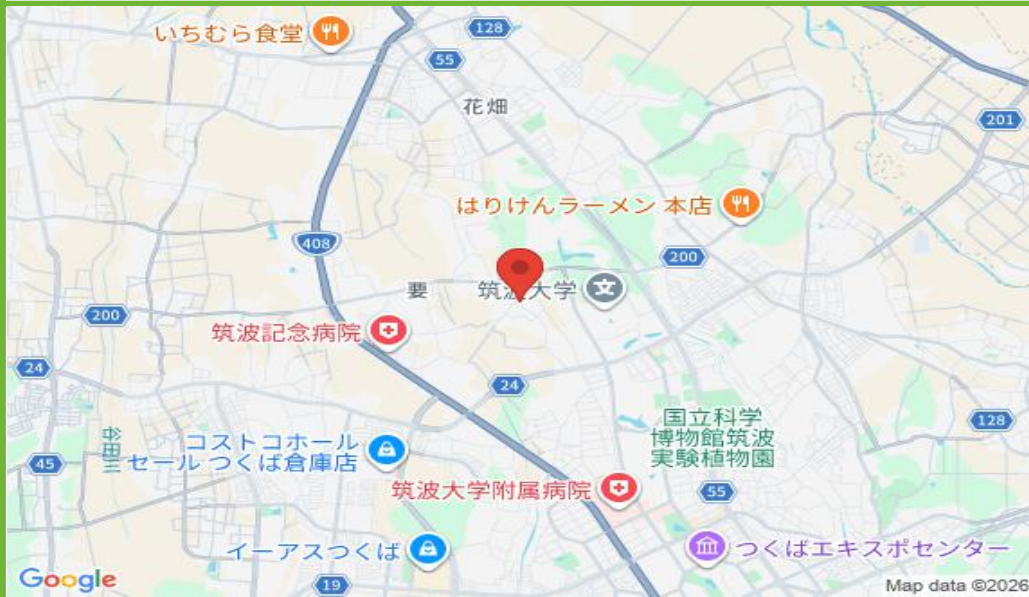 いちむら食堂
128
55
花畑
201
はりけんラーメン 本店
408
200
要
筑波大学
文
200
筑波記念病院
24
24
国立科学
博物館筑波
実験植物園
128
谷田川
コストコホール
セール つくば倉庫店
45
筑波大学附属病院
55
イーアスつくば
つくばエキスポセンター
19
Google
Map data ©2026